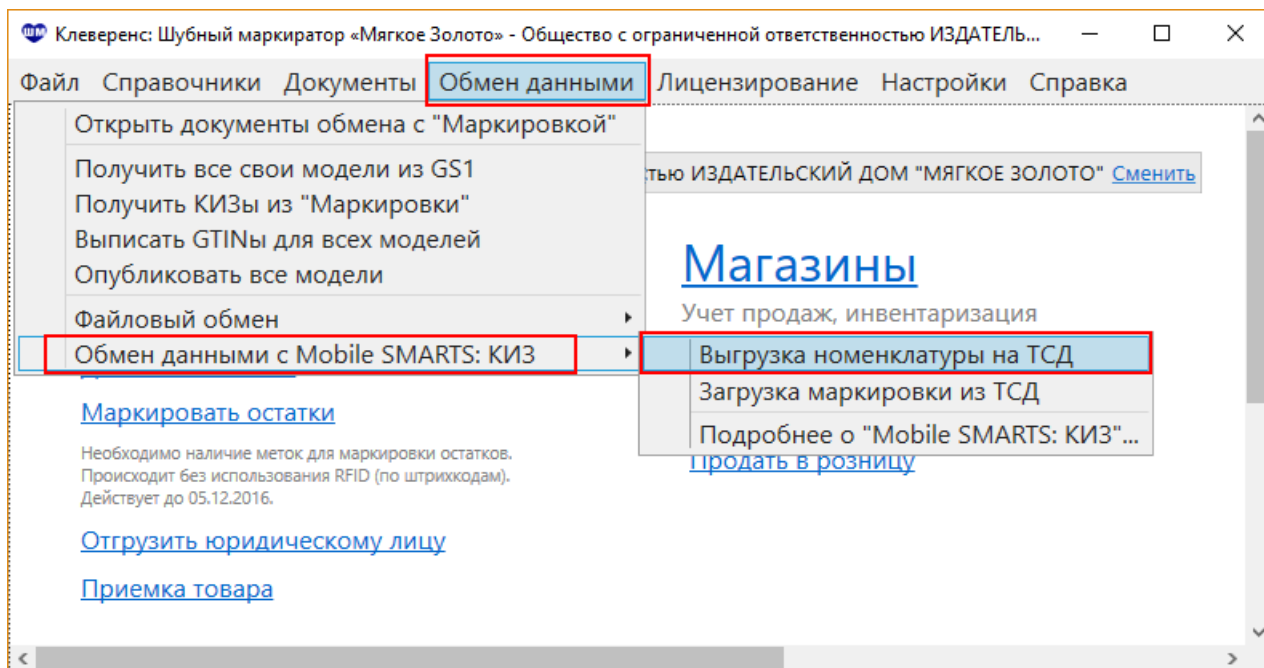 Клеверенс: Шубный маркиратор «Мягкое Золото» - Общество с ограниченной ответственностью ИЗДАТЕЛЬ...
Файл Справочники Документы Обмен данными Лицензирование Настройки Справка
Открыть документы обмена с "Маркировкой"
Получить все свои модели из GS1
Получить КИЗы из "Маркировки"
Выписать GTINы для всех моделей
Опубликовать все модели
Файловый обмен
Обмен данными с Mobile SMARTS: КИЗ
тью ИЗДАТЕЛЬСКИЙ ДОМ "МЯГКОЕ ЗОЛОТО" Сменить
Магазины
Учет продаж, инвентаризация
Выгрузка номенклатуры на ТСД
Загрузка маркировки из ТСД
Подробнее о "Mobile SMARTS: КИЗ"...
Продать в розницу
Маркировать остатки
Необходимо наличие меток для маркировки остатков.
Происходит без использования RFID (по штрихкодам).
Действует до 05.12.2016.
Отгрузить юридическому лицу
Приемка товара